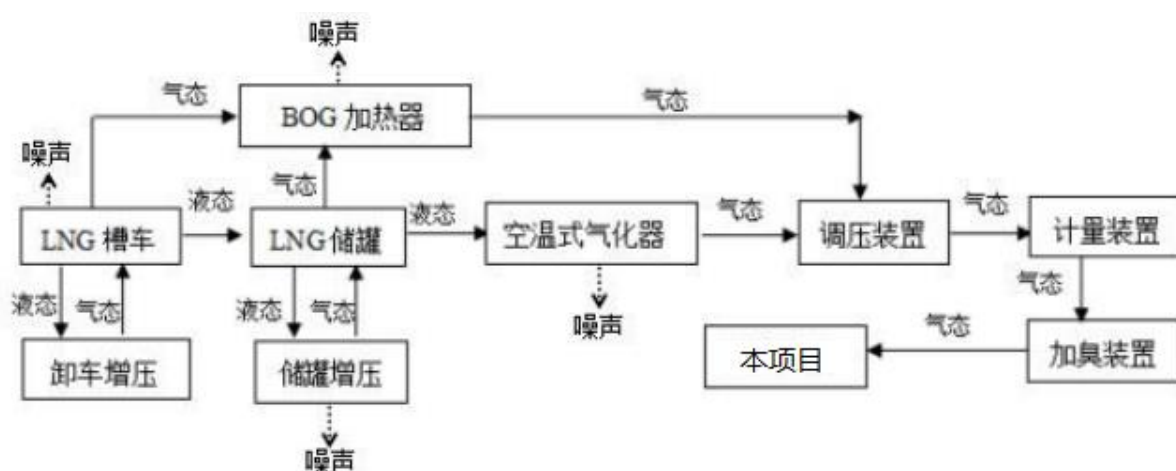 噪声
气态
BOG 加热器
气态
噪声
气态
LNG 槽车
液态
LNG 储罐
液态
空温式气化器
气态
调压装置
气态
计量装置
液态
气态
液态
气态
噪声
气态
卸车增压
储罐增压
本项目
气态
加臭装置
噪声